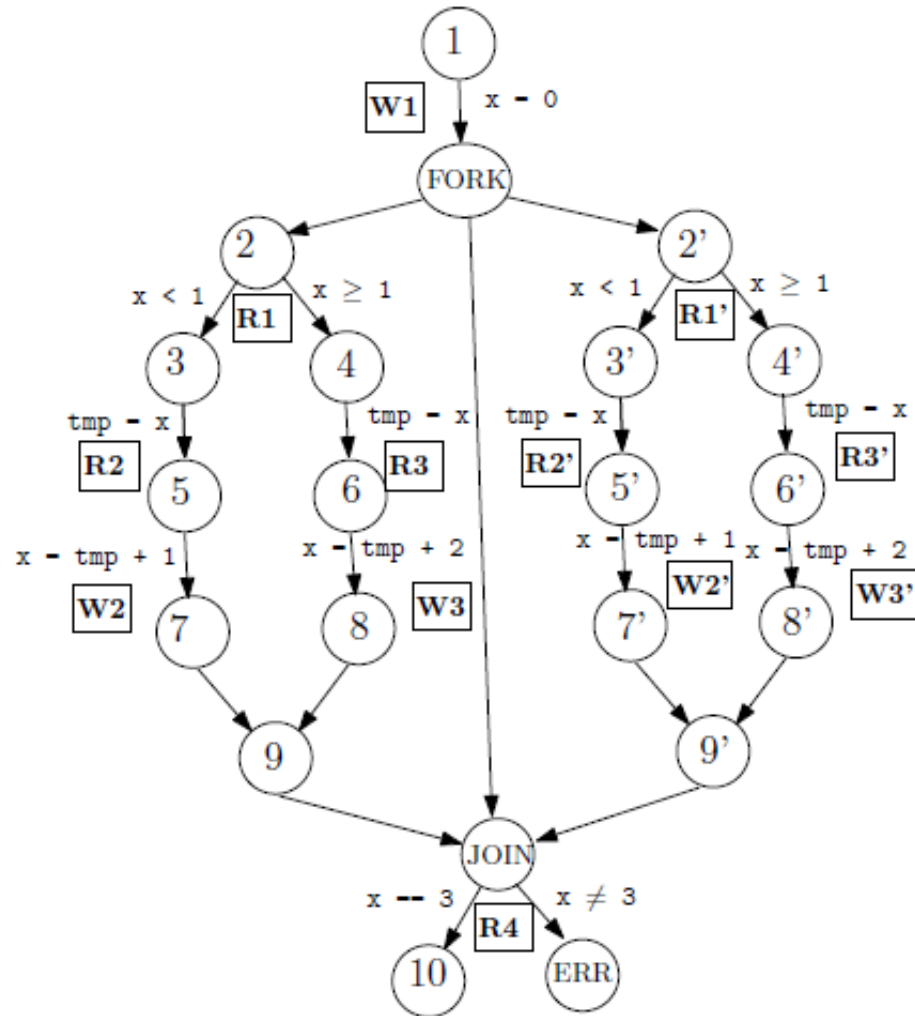 1
W1 x = 0
FORK
2 2'
x < 1 R1 x ≥ 1 x < 1 R1' x ≥ 1
3 4 3' 4'
tmp = x tmp = x tmp = x tmp = x
R2 R3 R2' R3'
5 6 5' 6'
x = tmp + 1 x = tmp + 2 x = tmp + 1 x = tmp + 2
W2 W3 W2' W3'
7 8 7' 8'
9 9'
JOIN
x == 3 R4 x ≠ 3
10 ERR